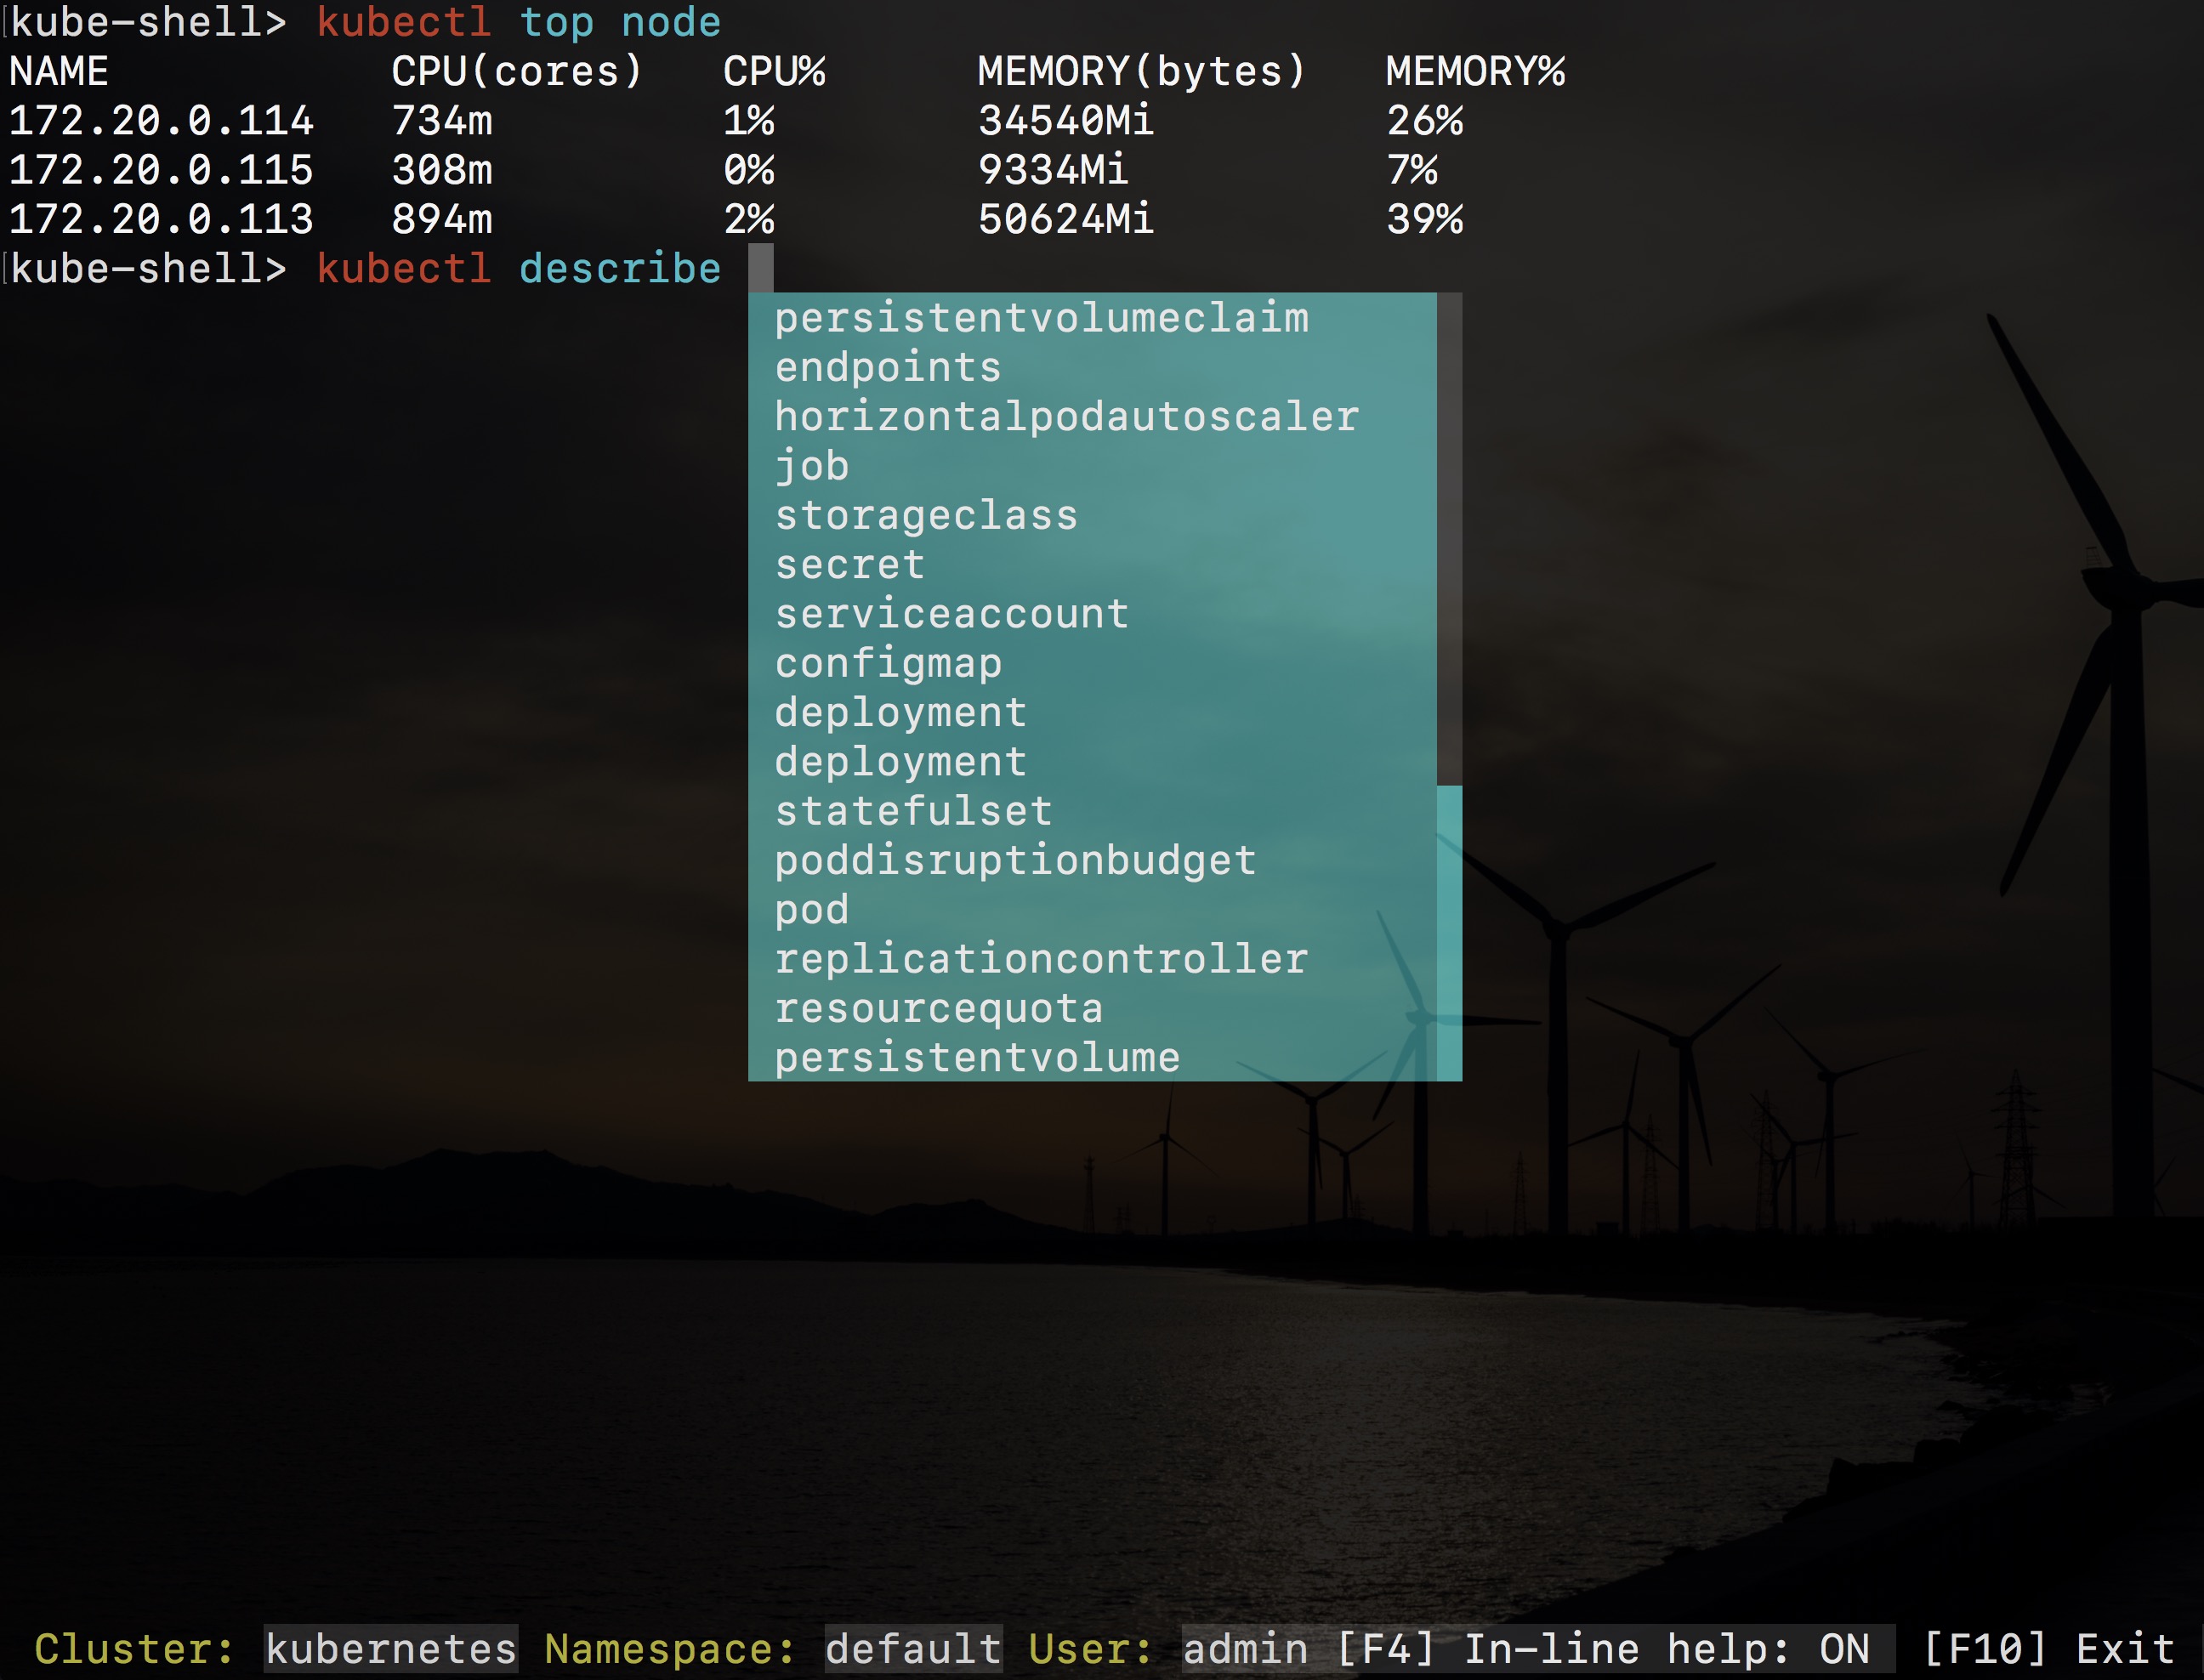 [kube-shell> kubectl top node
NAME CPU(cores) CPU% MEMORY(bytes) MEMORY%
172.20.0.114 734m 1% 34540Mi 26%
172.20.0.115 308m 0% 9334Mi 7%
172.20.0.113 894m 2% 50624Mi 39%
[kube-shell> kubectl describe
persistentvolumeclaim
endpoints
horizontalpodautoscaler
job
storageclass
secret
serviceaccount
configmap
deployment
deployment
statefulset
poddisruptionbudget
pod
replicationcontroller
resourcequota
persistentvolume
Cluster: kubernetes Namespace: default User: admin [F4] In-line help: ON [F10] Exit